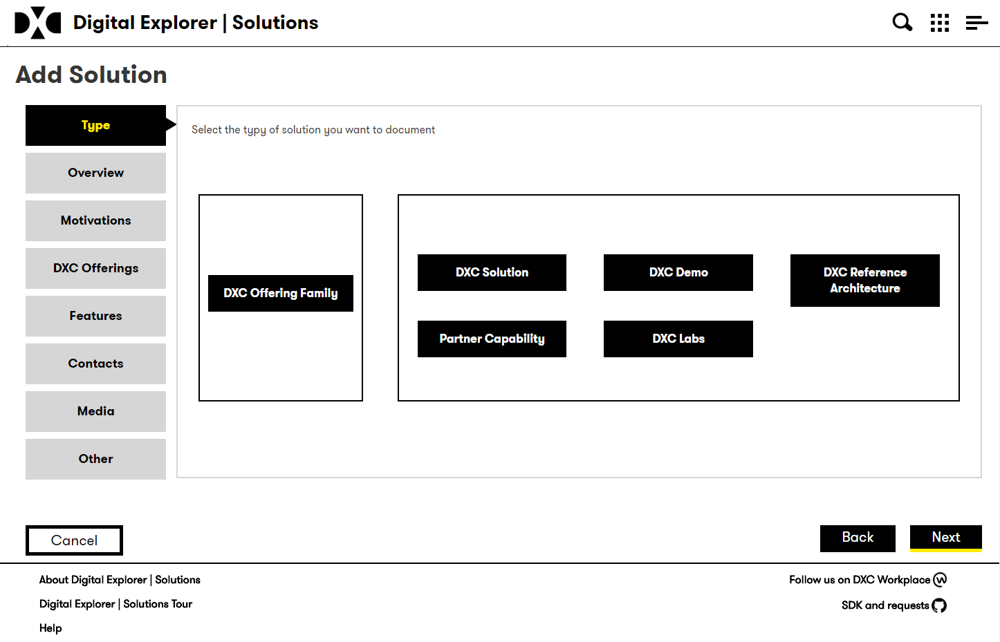 DXC
Digital Explorer | Solutions
Add Solution
Type
Overview
Motivations
DXC Offerings
Features
Contacts
Media
Other
Select the typy of solution you want to document
DXC Offering Family
DXC Solution
DXC Demo
DXC Reference
Architecture
Partner Capability
DXC Labs
Cancel
Back
Next
About Digital Explorer | Solutions
Digital Explorer | Solutions Tour
Help
Follow us on DXC Workplace
SDK and requests